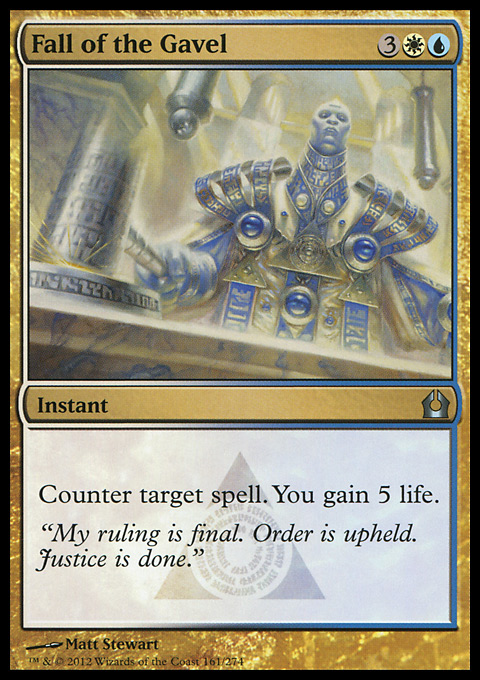 Fall of the Gavel 3
Instant
Counter target spell. You gain 5 life.
“My ruling is final. Order is upheld.
Justice is done.”
Matt Stewart
™ & © 2012 Wizards of the Coast 161/274